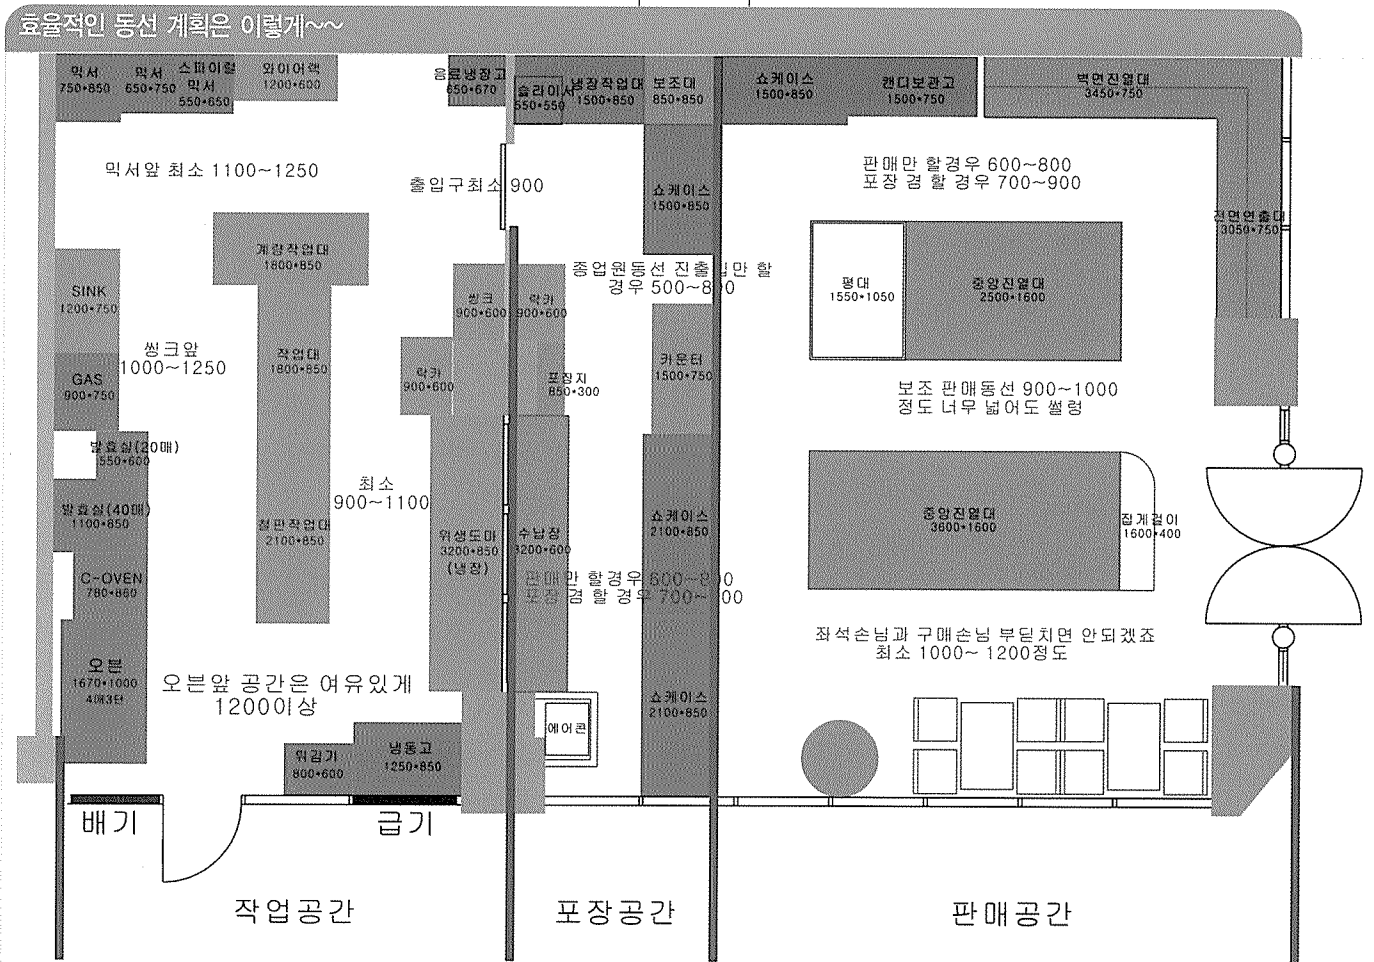 효율적인 동선 계획은 이렇게~~
믹서
750*850
믹서
650*750
스파이럴
믹서
550*650
와이어랙
1200*600
음료냉장고
650*670
슬라이서
550*550
냉장작업대
1500*850
보조대
850*850
쇼케이스
1500*850
캔디보관고
1500*750
벽면진열대
3450*750
믹서앞 최소 1100~1250
출입구최소 900
쇼케이스
1500*850
판매만 할경우 600~800
포장 겸 할 경우 700~900
전면연출대
3050*750
계량작업대
1800*850
종업원동선 진출입만 할
경우 500~800
SINK
1200*750
씽크
900*600
락카
900*600
평대
1550*1050
중앙진열대
2500*1600
씽크앞
1000~1250
작업대
1800*850
GAS
900*750
락카
900*600
포장지
850*300
카운터
1500*750
보조 판매동선 900~1000
정도 너무 넓어도 썰렁
발효실(20매)
550*600
최소
900~1100
발효실(40매)
1100*850
철판작업대
2100*850
위생도마
3200*850
(냉장)
수납장
3200*600
쇼케이스
2100*850
중앙진열대
3600*1600
집게걸이
1600*400
C-OVEN
780*860
판매만 할경우 600~800
포장 겸 할 경우 700~900
오븐
1670*1000
4매3단
오븐앞 공간은 여유있게
1200이상
좌석손님과 구매손님 부딪치면 안되겠죠
최소 1000~ 1200정도
쇼케이스
2100*850
에어콘
튀김기
800*600
냉동고
1250*850
배기
급기
작업공간
포장공간
판매공간